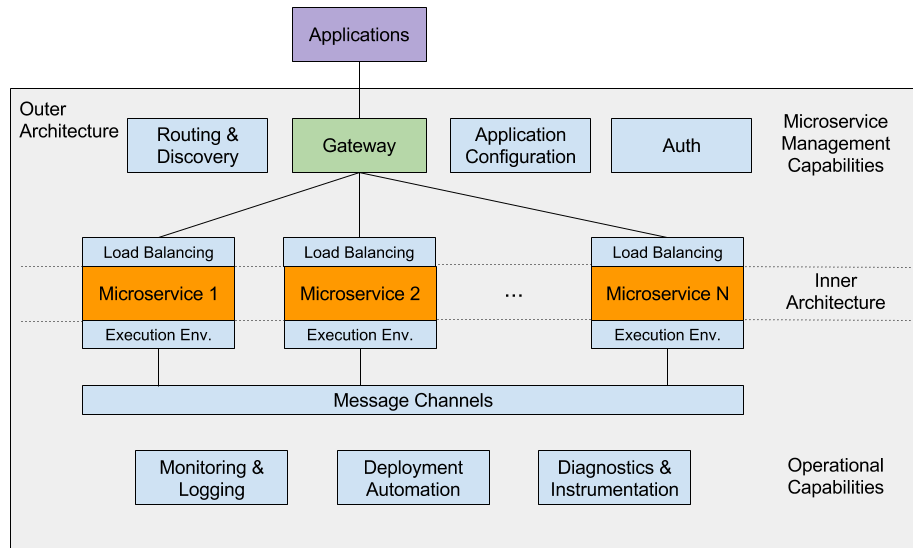 Applications
Outer
Architecture
Routing &
Discovery
Gateway
Application
Configuration
Auth
Microservice
Management
Capabilities
Load Balancing
Load Balancing
Load Balancing
Microservice 1
Microservice 2
...
Microservice N
Inner
Architecture
Execution Env.
Execution Env.
Execution Env.
Message Channels
Monitoring &
Logging
Deployment
Automation
Diagnostics &
Instrumentation
Operational
Capabilities